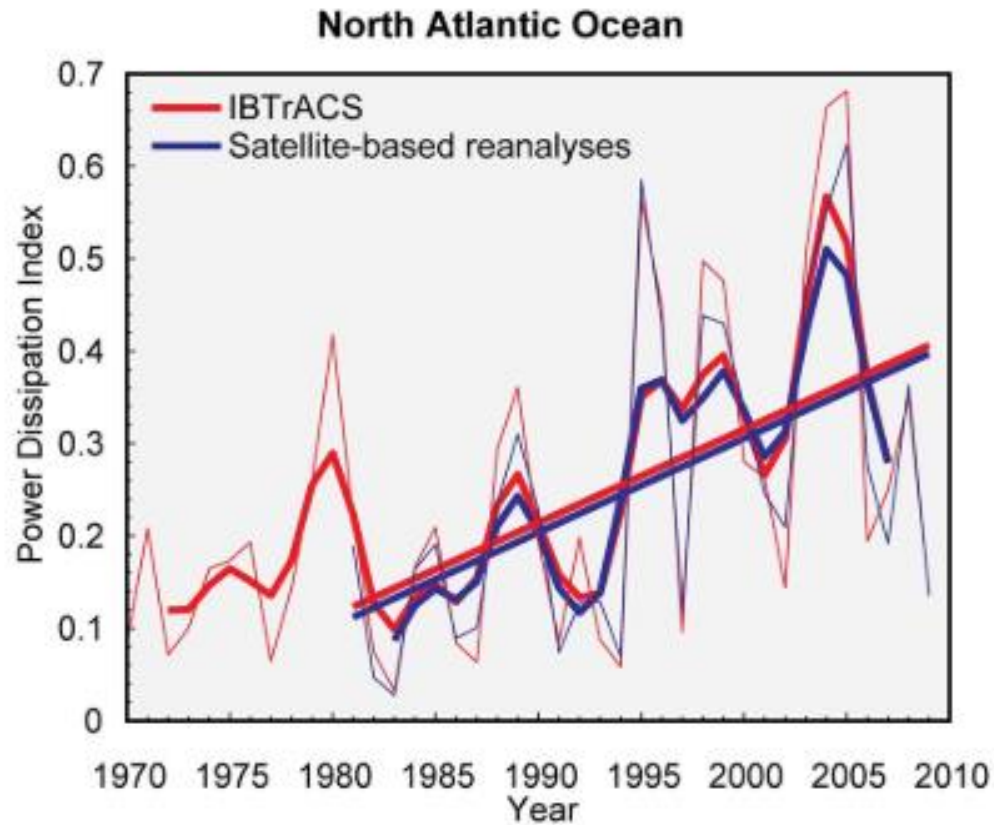 North Atlantic Ocean
0.7
IBTrACS
Satellite-based reanalyses
0.6
0.5
0.4
0.3
0.2
0.1
0
Power Dissipation Index
1970 1975 1980 1985 1990 1995 2000 2005 2010
Year